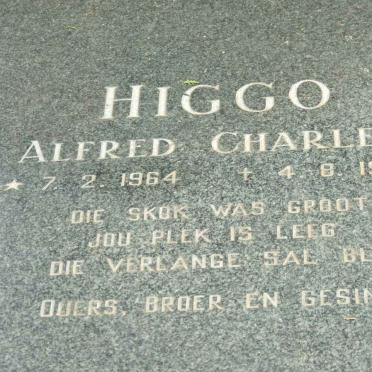 HIGGO
ALFRED CHARLE
★ 7. 2. 1964 + 4. 8. 19
DIE SKOK WAS GROOT
JOU PLEK IS LEEG
DIE VERLANGE SAL BL
OUERS, BROER EN GESIN